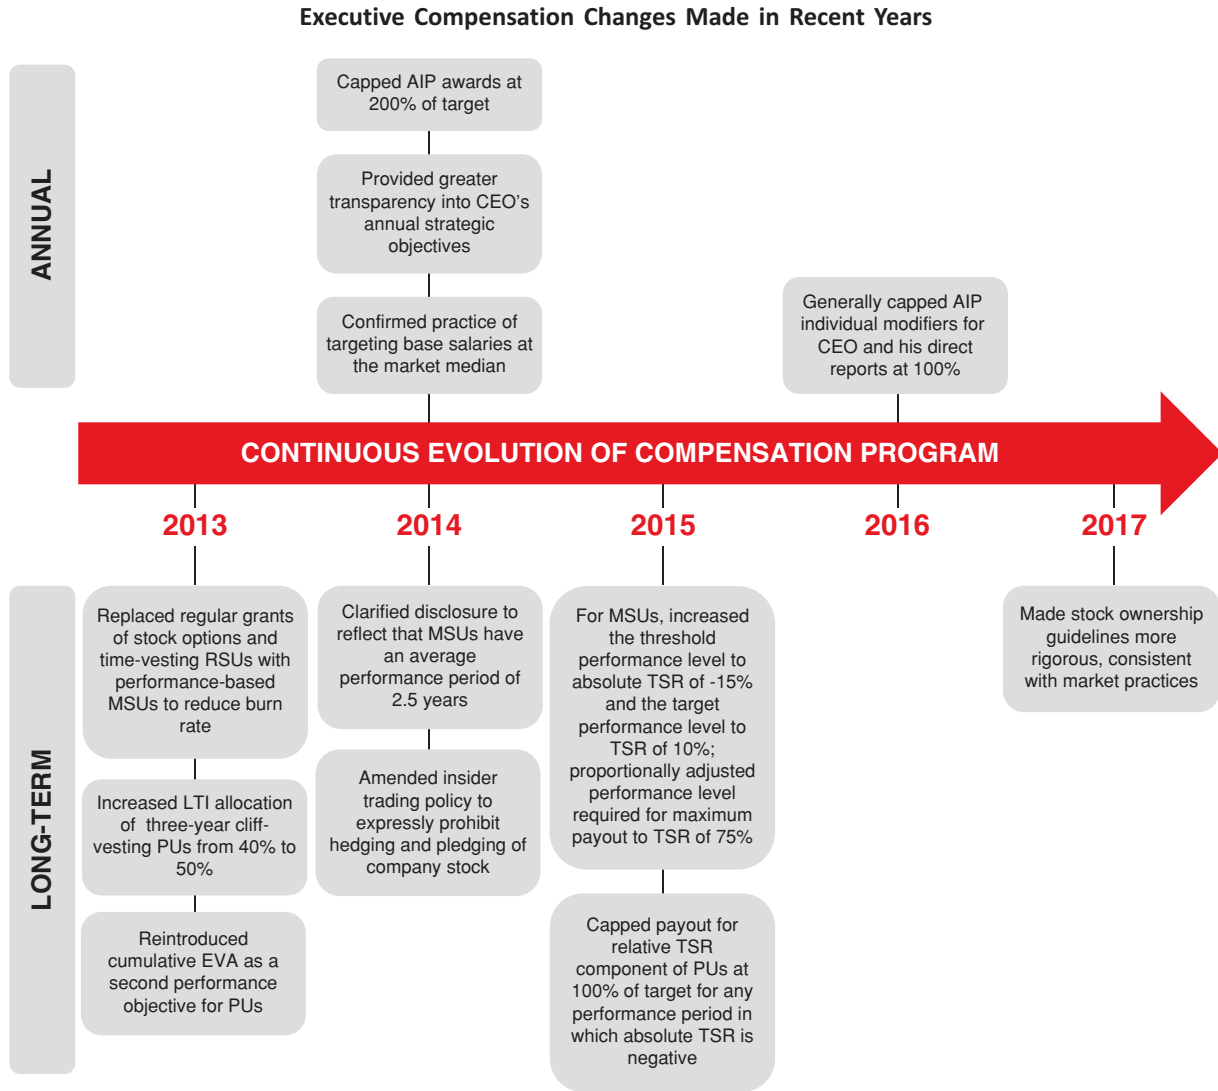 Executive Compensation Changes Made in Recent Years
ANNUAL
Capped AIP awards at
200% of target
Provided greater
transparency into CEO's
annual strategic
objectives
Confirmed practice of
targeting base salaries at
the market median
Generally capped AIP
individual modifiers for
CEO and his direct
reports at 100%
CONTINUOUS EVOLUTION OF COMPENSATION PROGRAM
2013
2014
2015
2016
2017
LONG-TERM
Replaced regular grants
of stock options and
time-vesting RSUs with
performance-based
MSUs to reduce burn
rate
Increased LTI allocation
of three-year cliff-
vesting PUs from 40% to
50%
Reintroduced
cumulative EVA as a
second performance
objective for PUs
Clarified disclosure to
reflect that MSUs have
an average
performance period of
2.5 years
Amended insider
trading policy to
expressly prohibit
hedging and pledging of
company stock
For MSUs, increased
the threshold
performance level to
absolute TSR of -15%
and the target
performance level to
TSR of 10%;
proportionally adjusted
performance level
required for maximum
payout to TSR of 75%
Capped payout for
relative TSR
component of PUs at
100% of target for any
performance period in
which absolute TSR is
negative
Made stock ownership
guidelines more
rigorous, consistent
with market practices